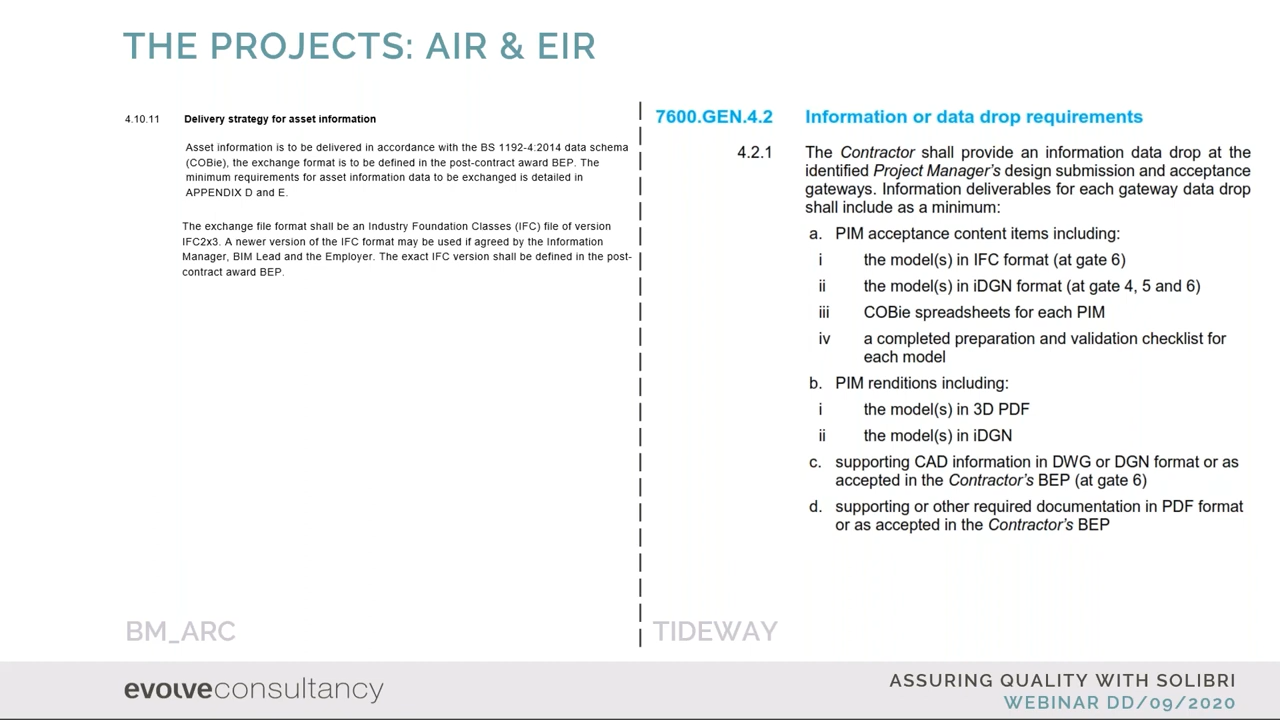 THE PROJECTS: AIR & EIR
4.10.11 Delivery strategy for asset information
Asset information is to be delivered in accordance with the BS 1192-4:2014 data schema
(COBie), the exchange format is to be defined in the post-contract award BEP. The
minimum requirements for asset information data to be exchanged is detailed in
APPENDIX D and E.
The exchange file format shall be an Industry Foundation Classes (IFC) file of version
IFC2x3. A newer version of the IFC format may be used if agreed by the Information
Manager, BIM Lead and the Employer. The exact IFC version shall be defined in the post-
contract award BEP.
BM_ARC
7600.GEN.4.2 Information or data drop requirements
4.2.1 The Contractor shall provide an information data drop at the
identified Project Manager's design submission and acceptance
gateways. Information deliverables for each gateway data drop
shall include as a minimum:
a. PIM acceptance content items including:
i the model(s) in IFC format (at gate 6)
ii the model(s) in iDGN format (at gate 4, 5 and 6)
iii COBie spreadsheets for each PIM
iv a completed preparation and validation checklist for
each model
b. PIM renditions including:
i the model(s) in 3D PDF
ii the model(s) in iDGN
c. supporting CAD information in DWG or DGN format or as
accepted in the Contractor's BEP (at gate 6)
d. supporting or other required documentation in PDF format
or as accepted in the Contractor's BEP
TIDEWAY
evolveconsultancy
ASSURING QUALITY WITH SOLIBRI
WEBINAR DD/09/2020